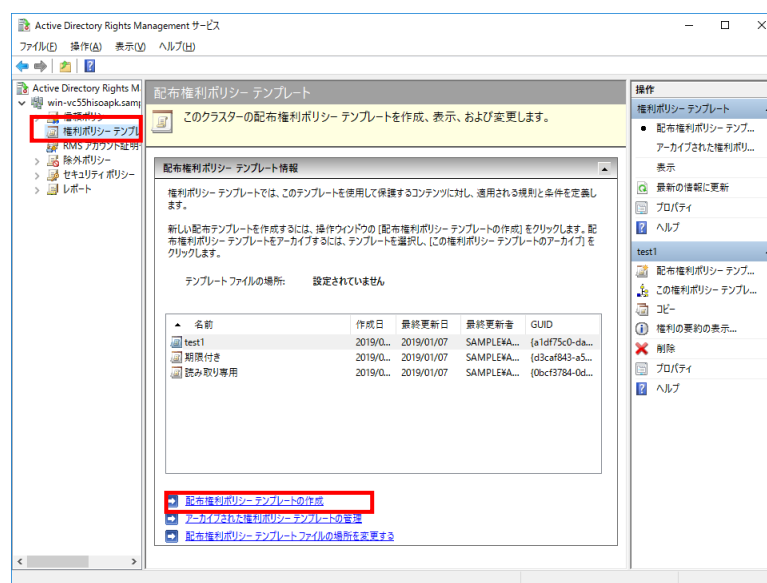 Active Directory Rights Management サービス
ファイル(F) 操作(A) 表示(V) ヘルプ(H)
Active Directory Rights M
win-vc55hisoapk.samp
信頼ポリシー
権利ポリシー テンプL
RMS アカウント証明
除外ポリシー
セキュリティ ポリシー
レポート
配布権利ポリシー テンプレート
このクラスターの配布権利ポリシー テンプレートを作成、表示、および変更します。
配布権利ポリシー テンプレート情報
権利ポリシー テンプレートでは、このテンプレートを使用して保護するコンテンツに対し、適用される規則と条件を定義し
ます。
新しい配布テンプレートを作成するには、操作ウィンドウの [配布権利ポリシー テンプレートの作成] をクリックします。配
布権利ポリシー テンプレートをアーカイブするには、テンプレートを選択し、[この権利ポリシー テンプレートのアーカイブ] を
クリックします。
テンプレート ファイルの場所: 設定されていません
名前 作成日 最終更新日 最終更新者 GUID
test1 2019/0... 2019/01/07 SAMPLE¥A... {a1df75c0-da...
期限付き 2019/0... 2019/01/07 SAMPLE¥A... {d3caf843-a5...
読み取り専用 2019/0... 2019/01/07 SAMPLE¥A... {0bcf3784-0d...
配布権利ポリシー テンプレートの作成
アーカイブされた権利ポリシー テンプレートの管理
配布権利ポリシー テンプレート ファイルの場所を変更する
操作
権利ポリシー テンプレート
配布権利ポリシー テンプ...
アーカイブされた権利ポリ...
表示
最新の情報に更新
プロパティ
ヘルプ
test1
配布権利ポリシー テンプ...
この権利ポリシー テンプレ...
コピー
権利の要約の表示...
削除
プロパティ
ヘルプ